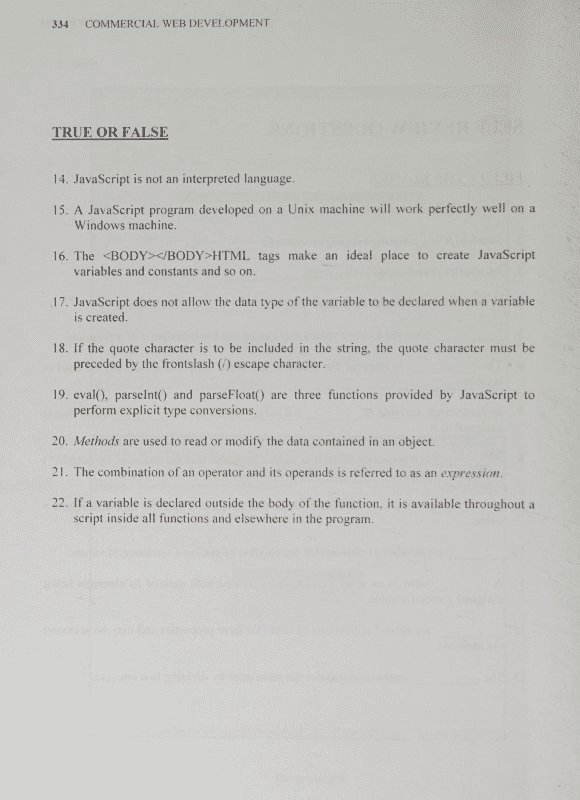 334 COMMERCIAL WEB DEVELOPMENT
TRUE OR FALSE
14. JavaScript is not an interpreted language.
15. A JavaScript program developed on a Unix machine will work perfectly well on a
Windows machine.
16. The <BODY></BODY>HTML tags make an ideal place to create JavaScript
variables and constants and so on.
17. JavaScript does not allow the data type of the variable to be declared when a variable
is created.
18. If the quote character is to be included in the string, the quote character must be
preceded by the frontslash (/) escape character.
19. eval(), parseInt() and parseFloat() are three functions provided by JavaScript to
perform explicit type conversions.
20. Methods are used to read or modify the data contained in an object.
21. The combination of an operator and its operands is referred to as an expression.
22. If a variable is declared outside the body of the function, it is available throughout a
script inside all functions and elsewhere in the program.